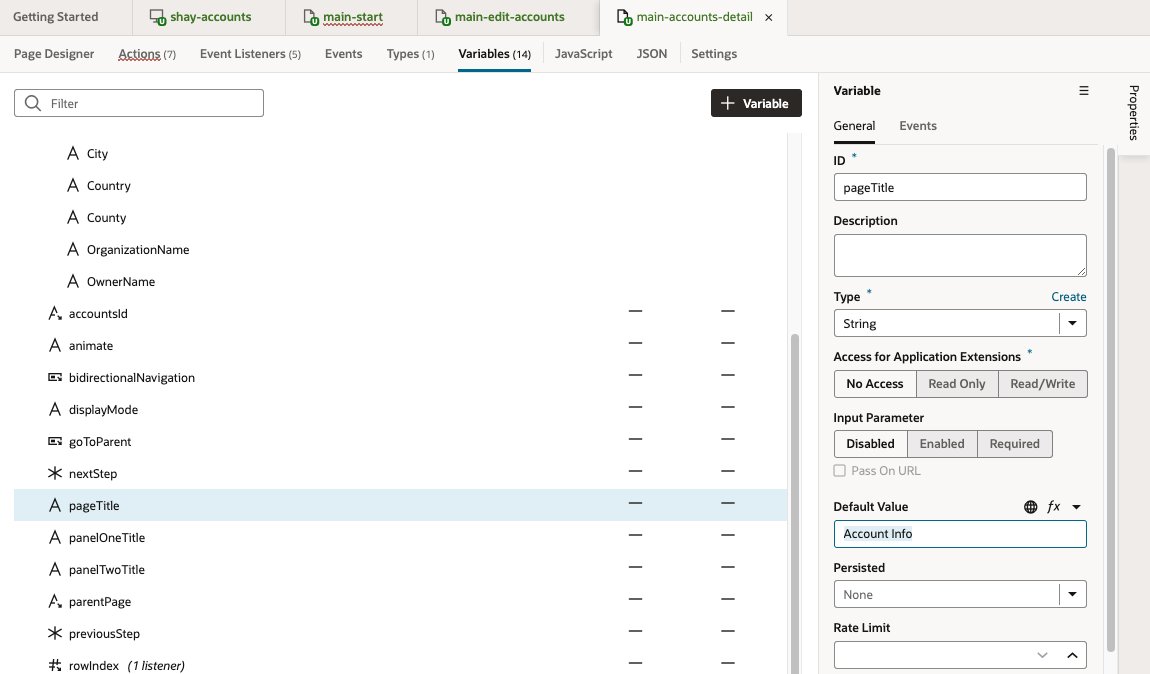 Getting Started shay-accounts main-start main-edit-accounts main-accounts-detail
Page Designer Actions (7) Event Listeners (5) Events Types (1) Variables (14) JavaScript JSON Settings
Filter
Variable
City
Country
County
OrganizationName
OwnerName
accountsId
animate
bidirectionalNavigation
displayMode
goToParent
nextStep
pageTitle
panelOneTitle
panelTwoTitle
parentPage
previousStep
rowIndex (1 listener)
Variable
General Events
ID *
pageTitle
Description
Type * Create
String
Access for Application Extensions *
No Access Read Only Read/Write
Input Parameter
Disabled Enabled Required
Pass On URL
Default Value fx
Account Info
Persisted
None
Rate Limit
Properties